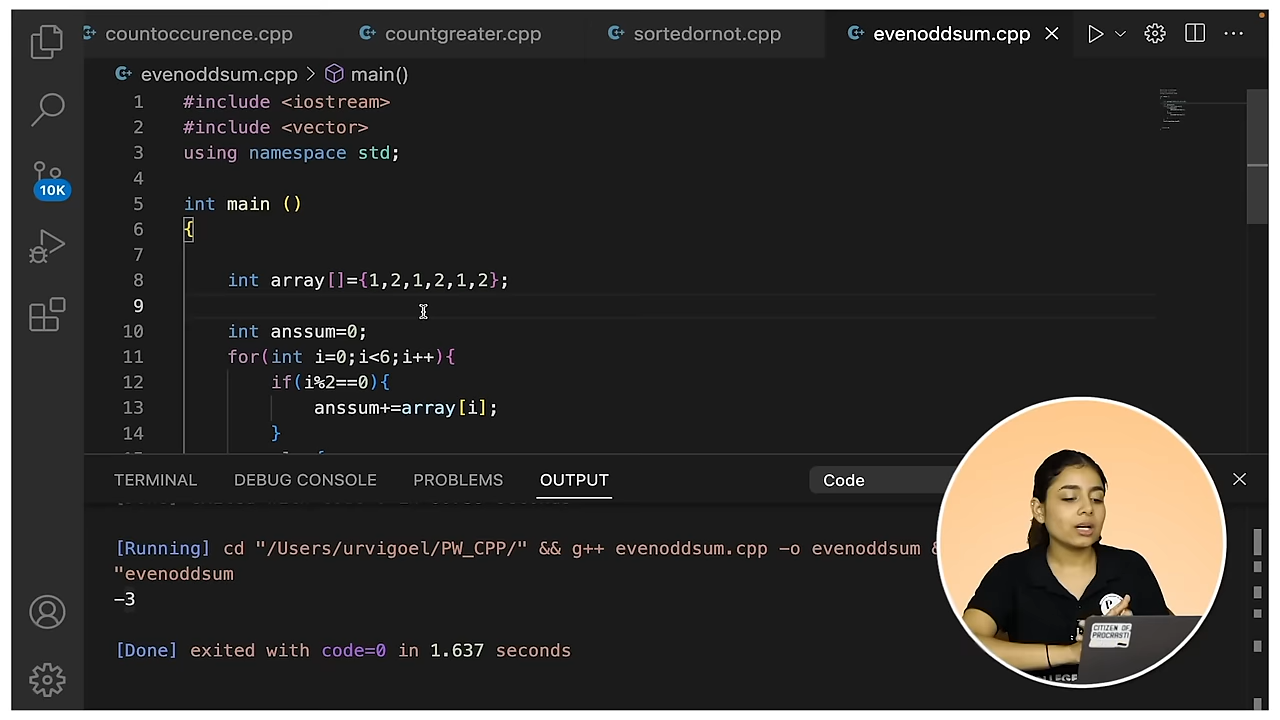 countoccurence.cpp
countgreater.cpp
sortedornot.cpp
evenoddsum.cpp
evenoddsum.cpp > main()
10K
1 #include <iostream>
2 #include <vector>
3 using namespace std;
4
5 int main ()
6 {
7
8 int array[]={1,2,1,2,1,2};
9
10 int anssum=0;
11 for(int i=0;i<6;i++){
12 if(i%2==0){
13 anssum+=array[i];
14 }
TERMINAL DEBUG CONSOLE PROBLEMS OUTPUT Code
[Running] cd "/Users/urvigoel/PW_CPP/" && g++ evenoddsum.cpp -o evenoddsum
"evenoddsum
-3
[Done] exited with code=0 in 1.637 seconds
CITIZEN OF
PROCRASTI